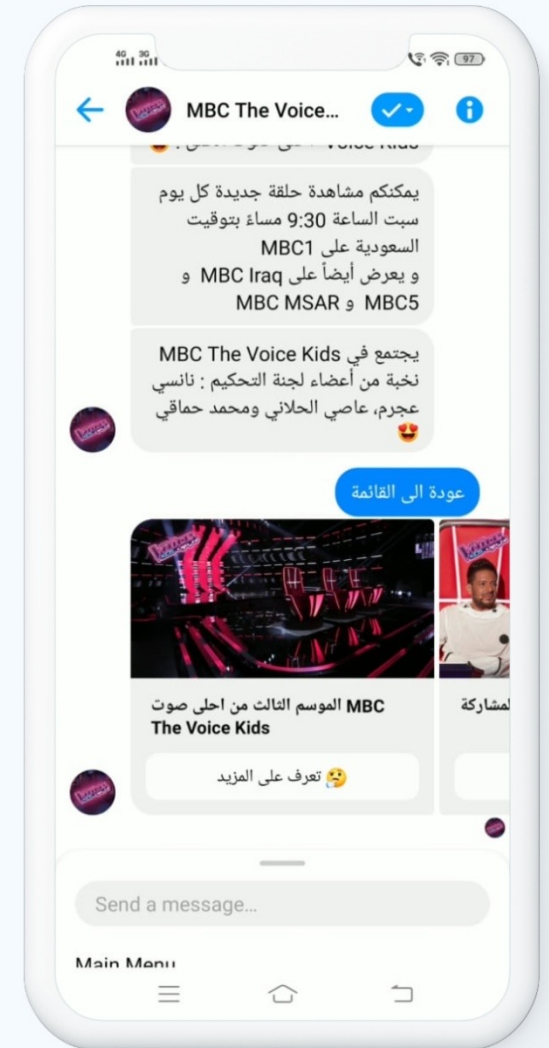 4G 3G
97
MBC The Voice...
Voice Kids
يمكنكم مشاهدة حلقة جديدة كل يوم
سبت الساعة 9:30 مساءً بتوقيت
السعودية على MBC1
و يعرض أيضاً على MBC Iraq و
MBC5 و MBC MSAR
يجتمع في MBC The Voice Kids
نخبة من أعضاء لجنة التحكيم : نانسي
عجرم، عاصي الحلاني ومحمد حماقي
😍
عودة الى القائمة
MBC الموسم الثالث من احلى صوت
The Voice Kids
لمشاركة
🤔 تعرف على المزيد
Send a message...
Main Menu